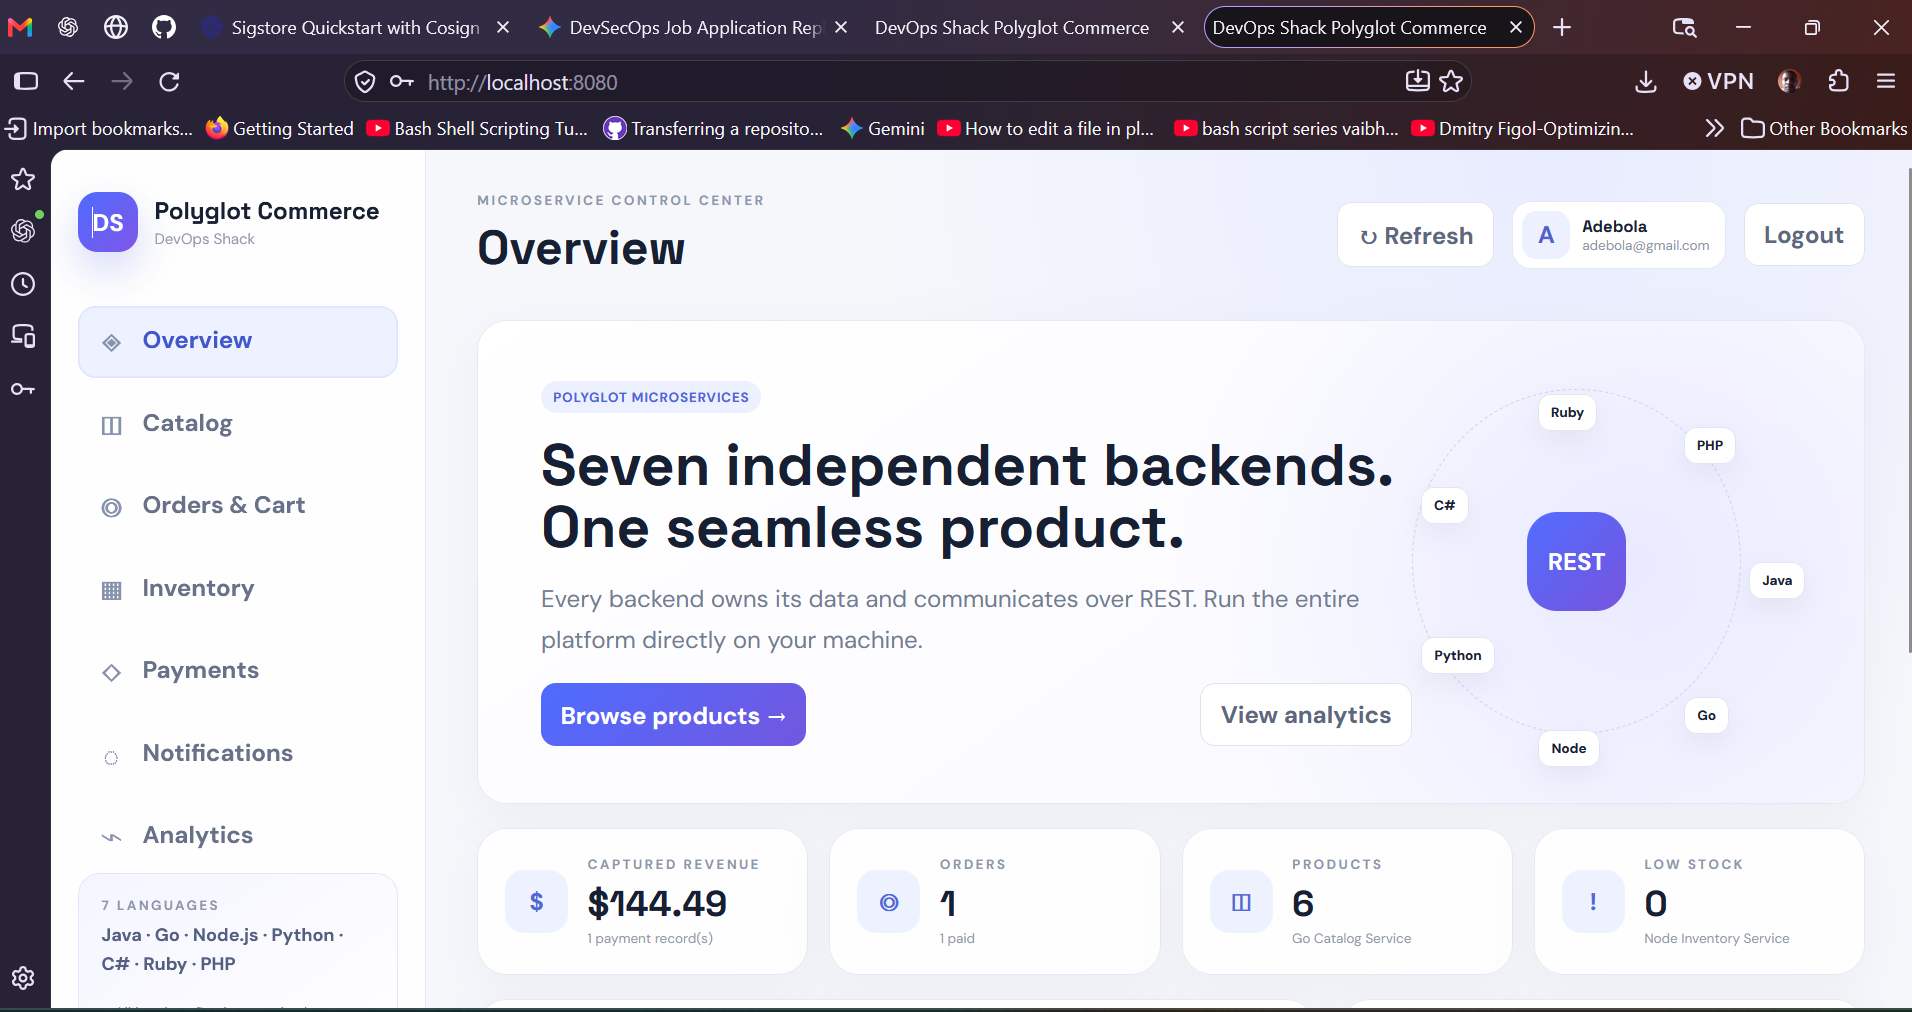 Sigstore Quickstart with Cosign
DevSecOps Job Application Rep
DevOps Shack Polyglot Commerce
DevOps Shack Polyglot Commerce
http://localhost:8080
VPN
Import bookmarks...
Getting Started
Bash Shell Scripting Tu...
Transferring a reposito...
Gemini
How to edit a file in pl...
bash script series vaibh...
Dmitry Figol-Optimizin...
Other Bookmarks
DS
Polyglot Commerce
DevOps Shack
Overview
Catalog
Orders & Cart
Inventory
Payments
Notifications
Analytics
7 LANGUAGES
Java · Go · Node.js · Python ·
C# · Ruby · PHP
MICROSERVICE CONTROL CENTER
Overview
↻ Refresh
A
Adebola
adebola@gmail.com
Logout
POLYGLOT MICROSERVICES
Seven independent backends.
One seamless product.
Every backend owns its data and communicates over REST. Run the entire
platform directly on your machine.
Browse products →
View analytics
Ruby
PHP
C#
REST
Java
Python
Go
Node
$
CAPTURED REVENUE
$144.49
1 payment record(s)
ORDERS
1
1 paid
PRODUCTS
6
Go Catalog Service
!
LOW STOCK
0
Node Inventory Service